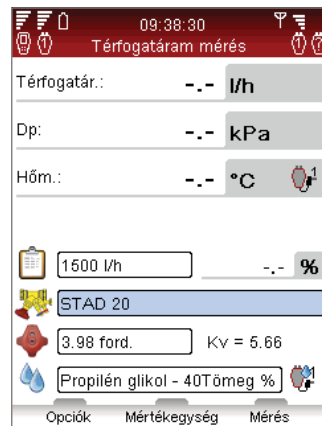 09:38:30
Térfogatáram mérés
Térfogatár.: -.- l/h
Dp: -.- kPa
Hőm.: -.- °C 1
1500 l/h -.- %
STAD 20
3.98 ford. Kv = 5.66
Propilén glikol - 40Tömeg %
Opciók Mértékegység Mérés